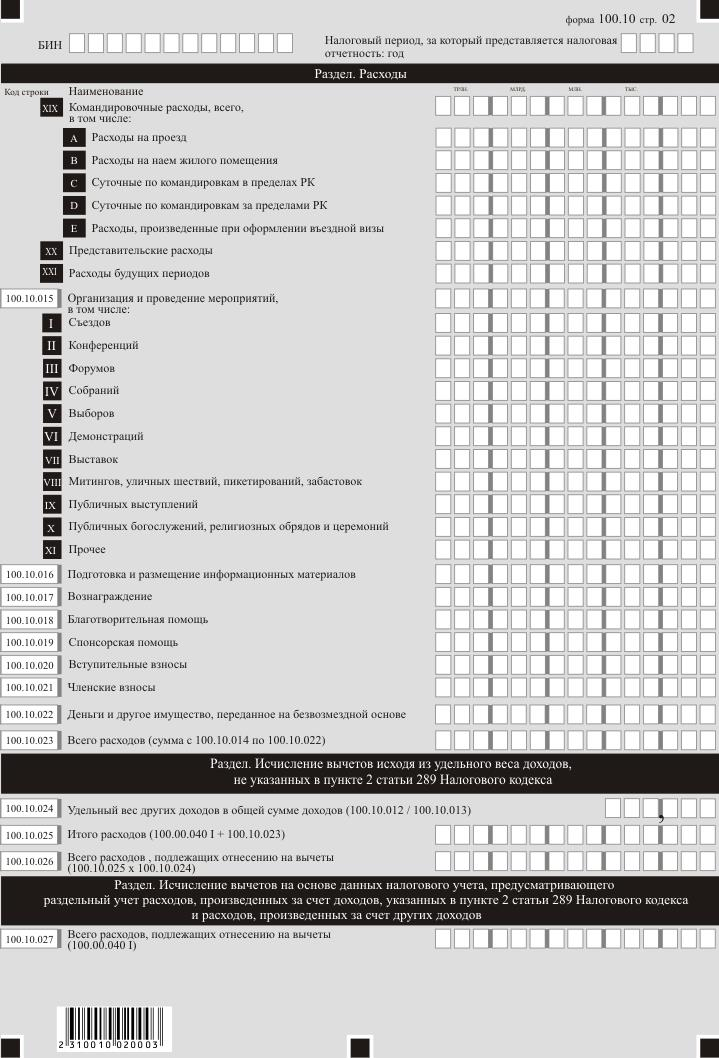 форма 100.10 стр. 02
БИН
Налоговый период, за который представляется налоговая
отчетность: год
Раздел. Расходы
Код строки Наименование ТРЛН. МЛРД. МЛН. ТЫС.
XIX Командировочные расходы, всего,
в том числе:
A Расходы на проезд
B Расходы на наем жилого помещения
C Суточные по командировкам в пределах РК
D Суточные по командировкам за пределами РК
E Расходы, произведенные при оформлении въездной визы
XX Представительские расходы
XXI Расходы будущих периодов
100.10.015 Организация и проведение мероприятий,
в том числе:
I Съездов
II Конференций
III Форумов
IV Собраний
V Выборов
VI Демонстраций
VII Выставок
VIII Митингов, уличных шествий, пикетирований, забастовок
IX Публичных выступлений
X Публичных богослужений, религиозных обрядов и церемоний
XI Прочее
100.10.016 Подготовка и размещение информационных материалов
100.10.017 Вознаграждение
100.10.018 Благотворительная помощь
100.10.019 Спонсорская помощь
100.10.020 Вступительные взносы
100.10.021 Членские взносы
100.10.022 Деньги и другое имущество, переданное на безвозмездной основе
100.10.023 Всего расходов (сумма с 100.10.014 по 100.10.022)
Раздел. Исчисление вычетов исходя из удельного веса доходов,
не указанных в пункте 2 статьи 289 Налогового кодекса
100.10.024 Удельный вес других доходов в общей сумме доходов (100.10.012 / 100.10.013) ,
100.10.025 Итого расходов (100.00.040 I + 100.10.023)
100.10.026 Всего расходов , подлежащих отнесению на вычеты
(100.10.025 х 100.10.024)
Раздел. Исчисление вычетов на основе данных налогового учета, предусматривающего
раздельный учет расходов, произведенных за счет доходов, указанных в пункте 2 статьи 289 Налогового кодекса
и расходов, произведенных за счет других доходов
100.10.027 Всего расходов, подлежащих отнесению на вычеты
(100.00.040 I)
2 310010 020003